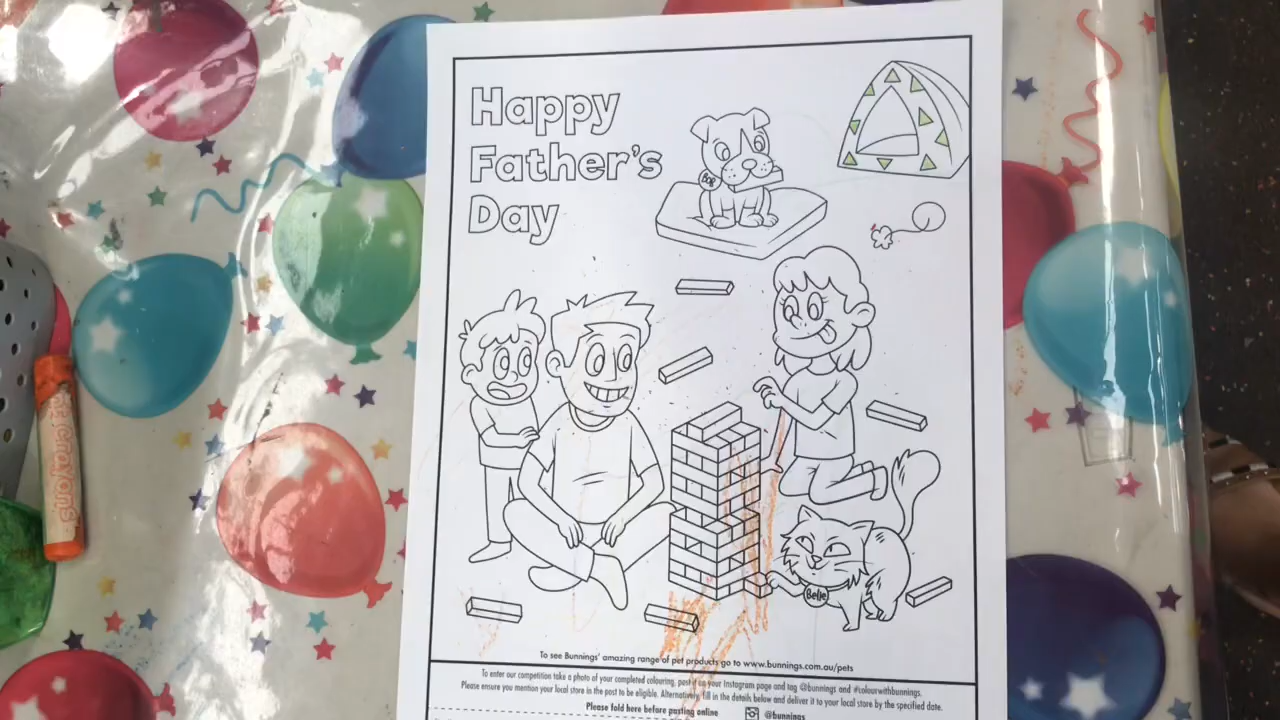 Happy
Father's
Day
Bob
Belle
crayons
To see Bunnings' amazing range of pet products go to www.bunnings.com.au/pets
To enter our competition take a photo of your completed colouring, post it on your Instagram page and tag @bunnings and #colourwithbunnings.
Please ensure you mention your local store in the post to be eligible. Alternatively, fill in the details below and deliver it to your local store by the specified date.
Please fold here before posting online
@bunnings